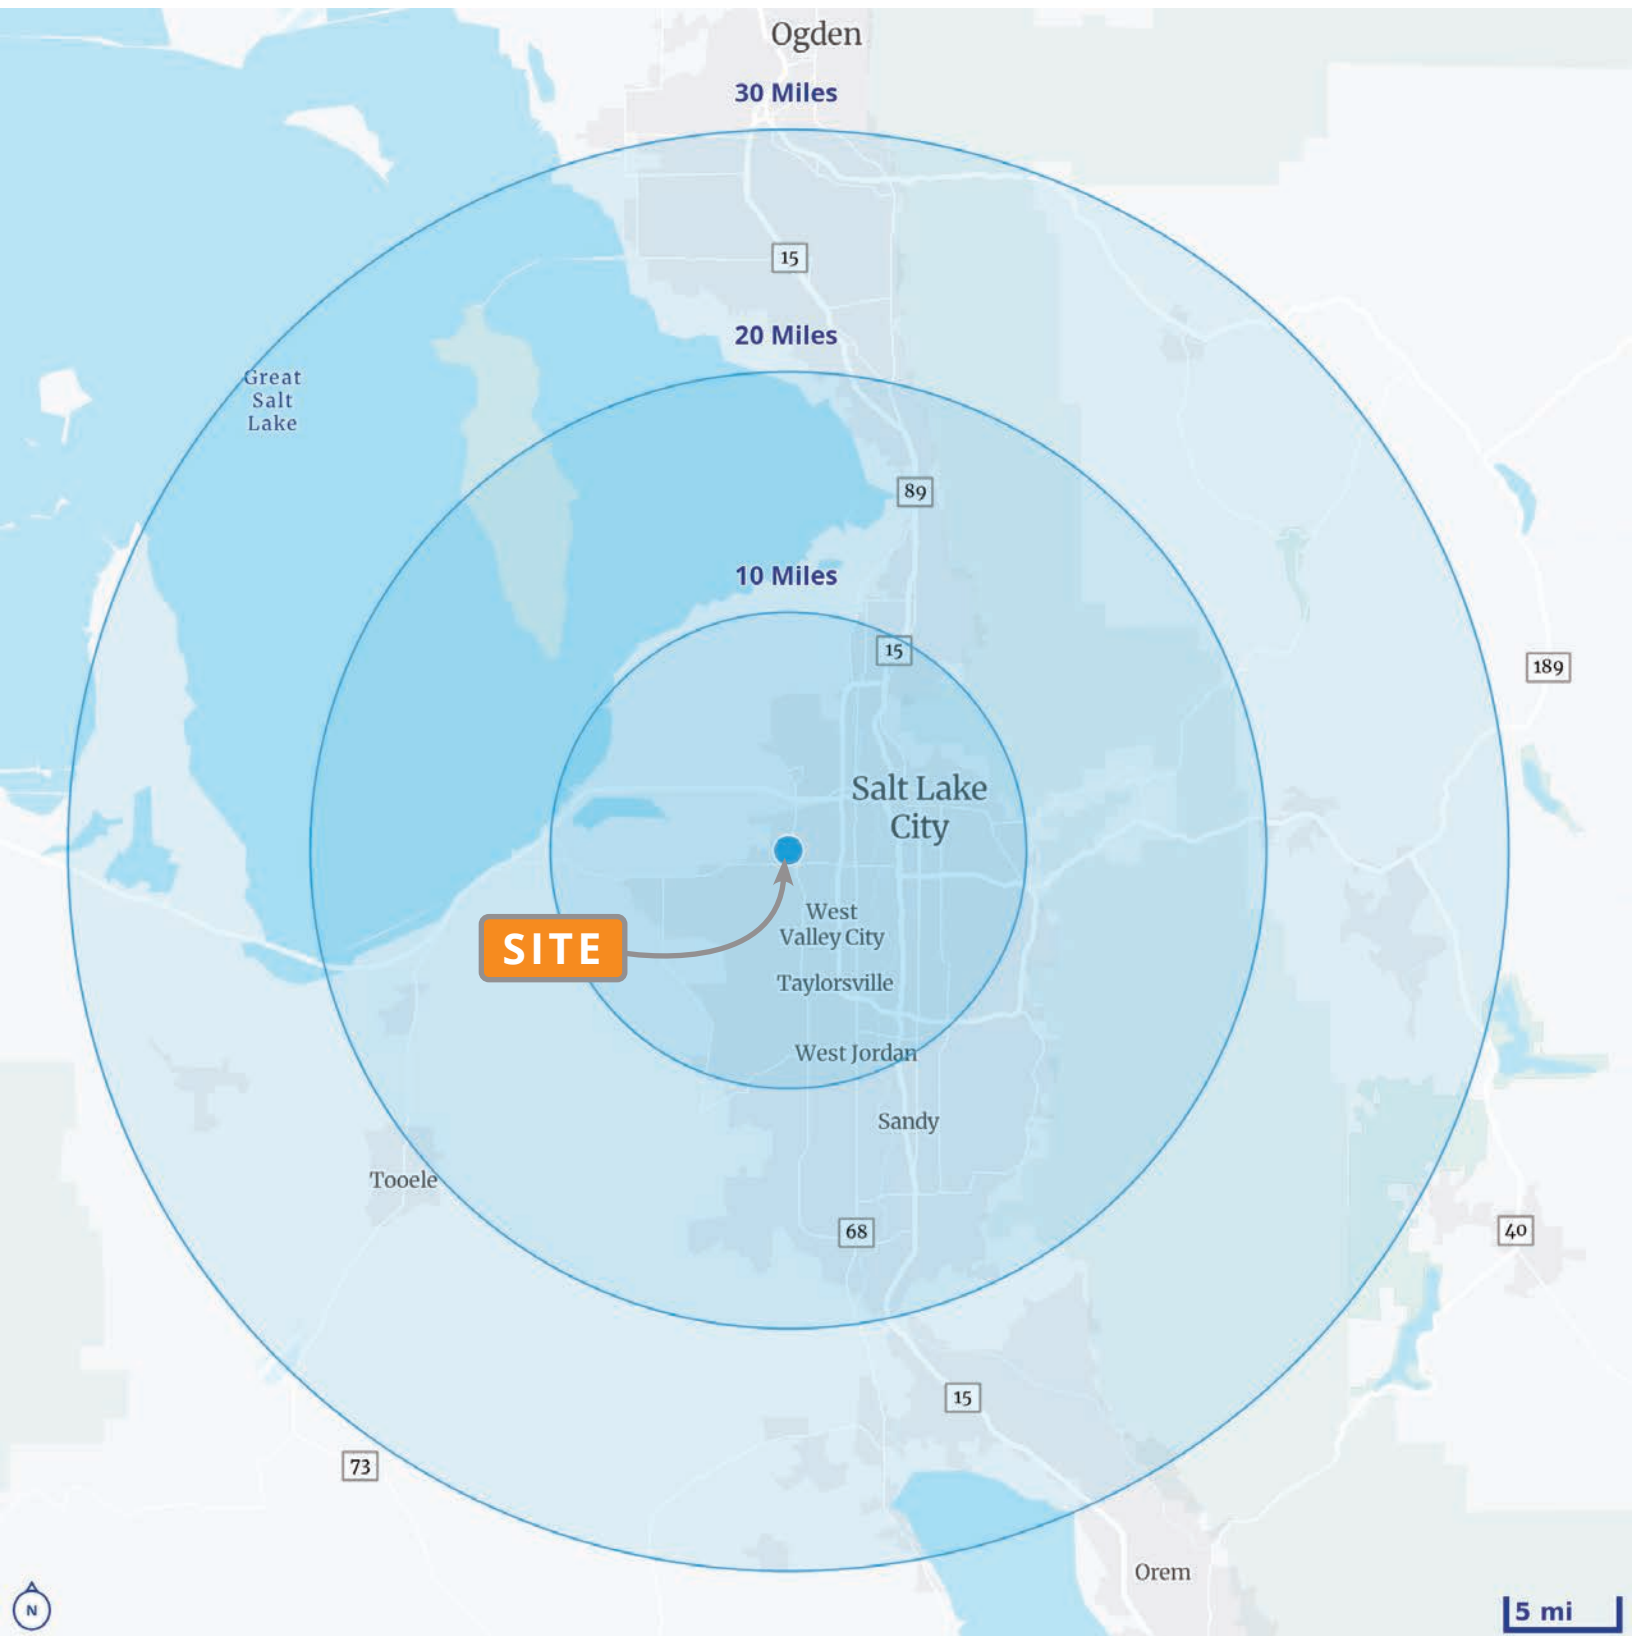 Ogden
30 Miles
15
20 Miles
Great
Salt
Lake
89
10 Miles
15
189
Salt Lake
City
West
Valley City
SITE
Taylorsville
West Jordan
Sandy
Tooele
68
40
15
73
Orem
N
5 mi